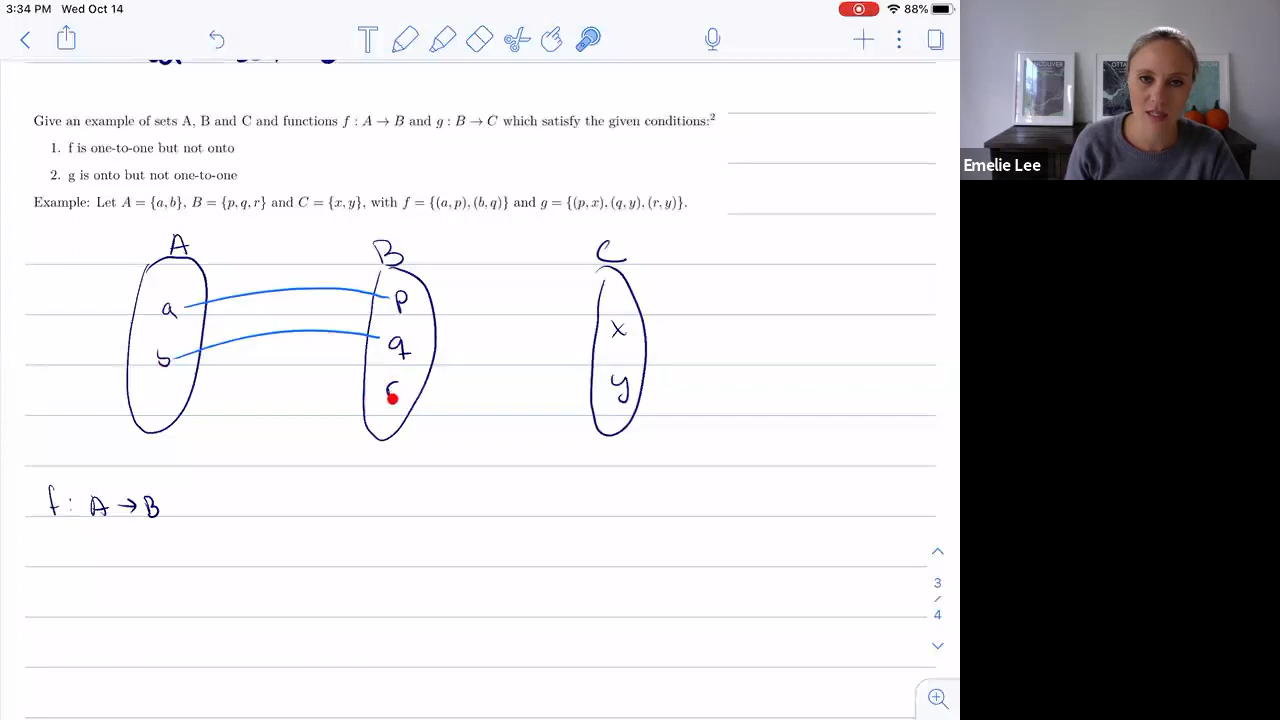 3:34 PM Wed Oct 14
88%
Give an example of sets A, B and C and functions f : A → B and g : B → C which satisfy the given conditions:²
1. f is one-to-one but not onto
2. g is onto but not one-to-one
Example: Let A = {a, b}, B = {p, q, r} and C = {x, y}, with f = {(a, p), (b, q)} and g = {(p, x), (q, y), (r, y)}.
A B C
a p x
b q y
r
f: A → B
3 / 4
Emelie Lee
VANCOUVER